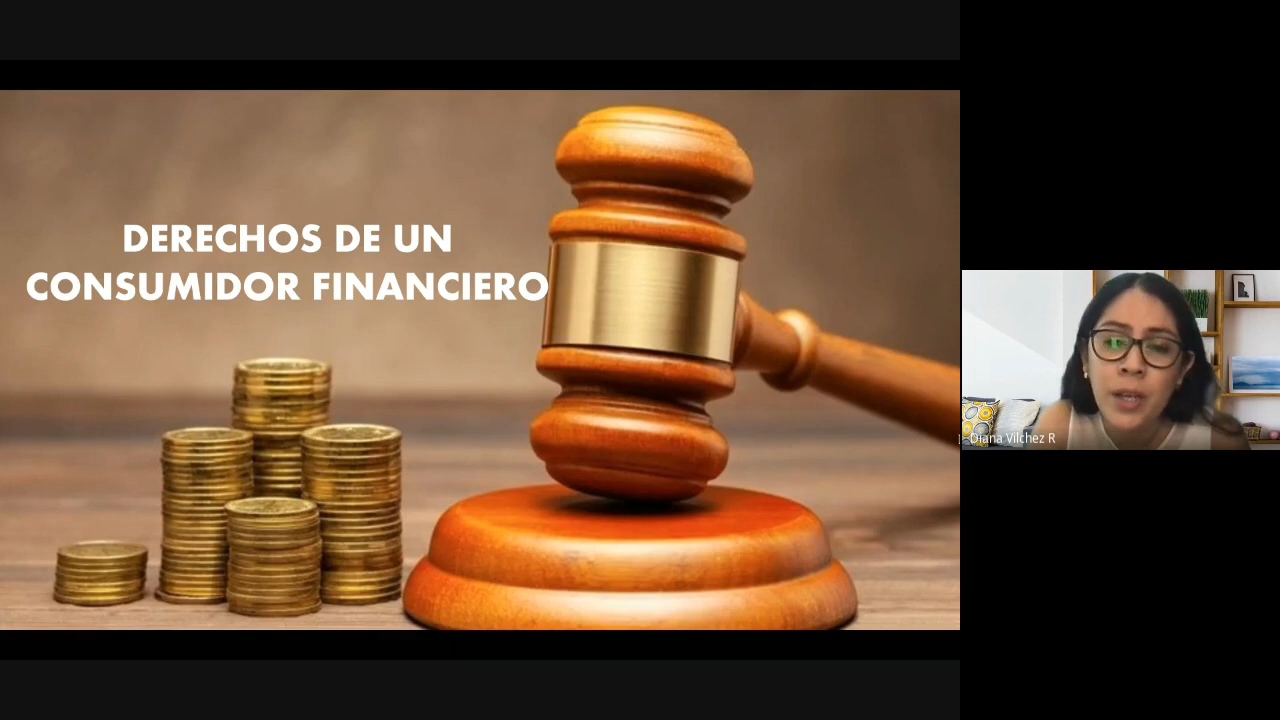 DERECHOS DE UN
CONSUMIDOR FINANCIERO
- Diana Vilchez R